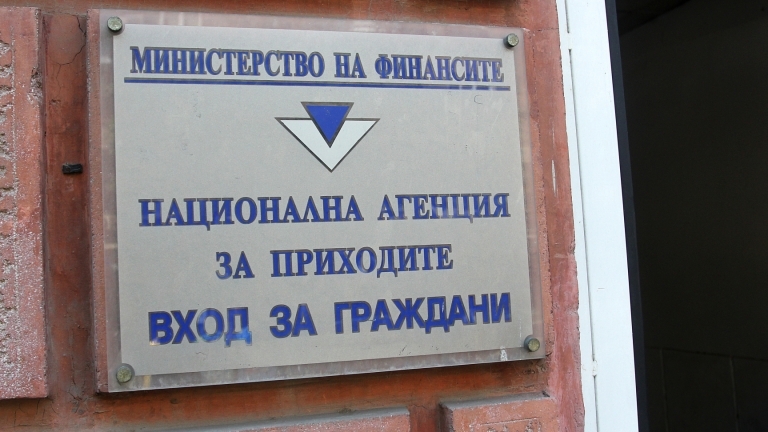 МИНИСТЕРСТВО НА ФИНАНСИТЕ
НАЦИОНАЛНА АГЕНЦИЯ
ЗА ПРИХОДИТЕ
ВХОД ЗА ГРАЖДАНИ